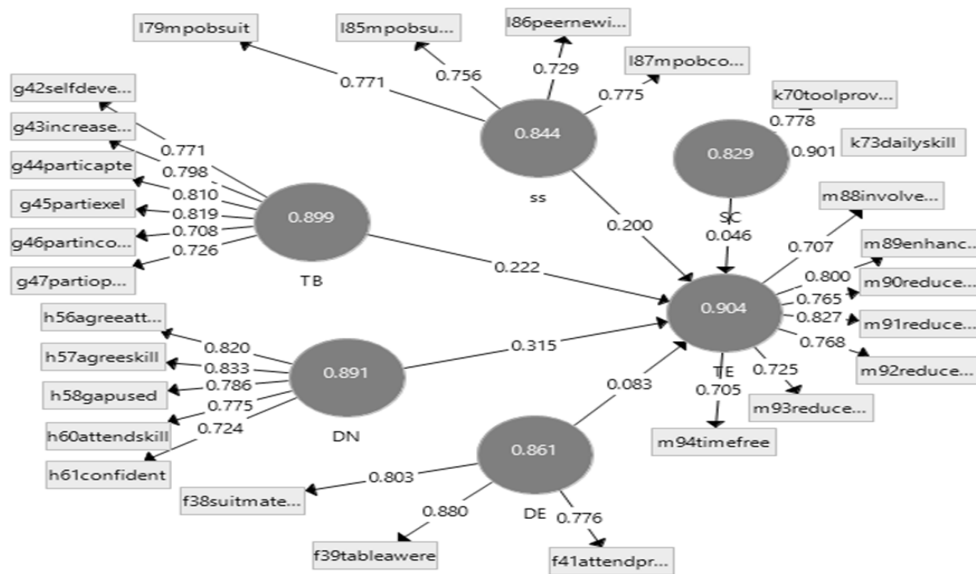 l79mpobsuit
l85mpobsu...
l86peernewi...
l87mpobco...
0.771
0.756
0.729
0.775
0.844
ss
k70toolprov...
0.778
0.901
k73dailyskill
0.829
SC
0.046
0.200
g42selfdeve...
g43increase...
g44particapte
g45partiexel
g46partinco...
g47partiop...
0.771
0.798
0.810
0.819
0.708
0.726
0.899
TB
0.222
m88involve...
m89enhanc...
m90reduce...
m91reduce...
m92reduce...
m93reduce...
m94timefree
0.707
0.800
0.765
0.827
0.768
0.725
0.705
0.904
TE
h56agreeatt...
h57agreeskill
h58gapused
h60attendskill
h61confident
0.820
0.833
0.786
0.775
0.724
0.891
DN
0.315
0.083
0.861
DE
f38suitmate...
0.803
f39tableawere
0.880
f41attendpr...
0.776